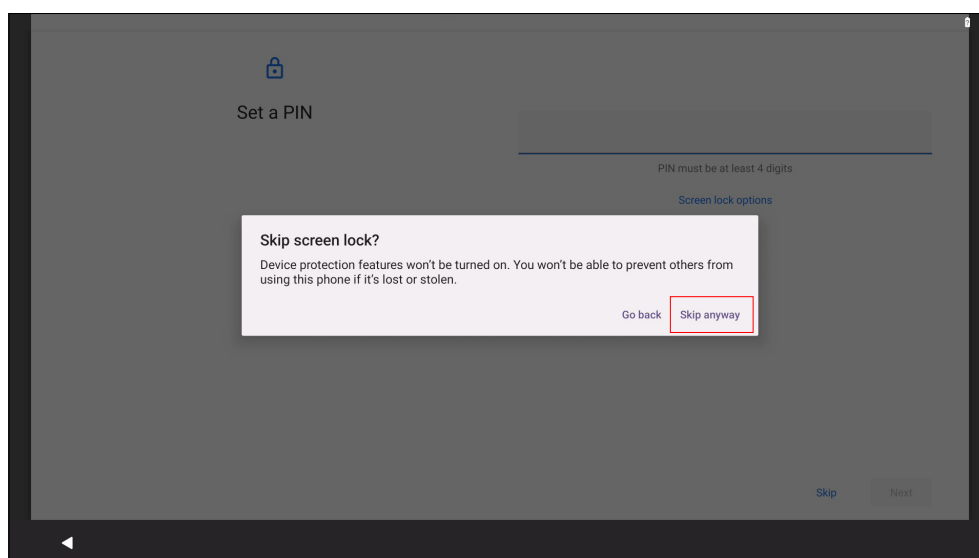 Set a PIN
PIN must be at least 4 digits
Screen lock options
Skip screen lock?
Device protection features won't be turned on. You won't be able to prevent others from
using this phone if it's lost or stolen.
Go back Skip anyway
Skip Next